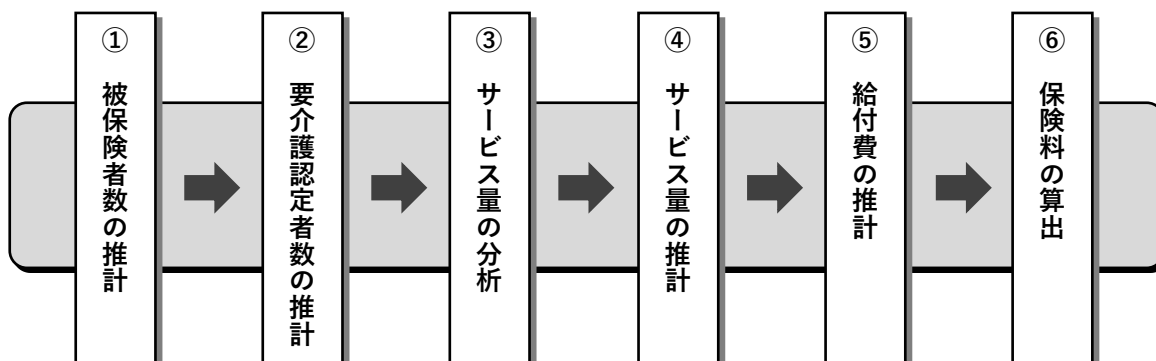 ① 被保険者数の推計
② 要介護認定者数の推計
③ サービス量の分析
④ サービス量の推計
⑤ 給付費の推計
⑥ 保険料の算出